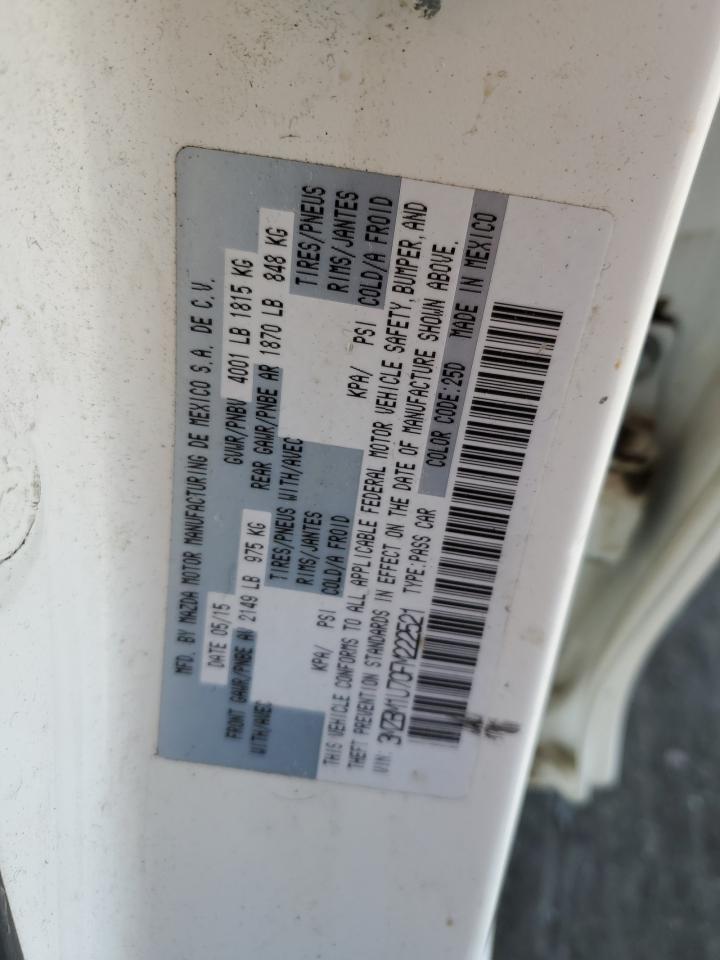 MFD. BY MAZDA MOTOR MANUFACTURING DE MEXICO S.A. DE C.V.
DATE 05/15 GVWR/PNBV 4001 LB 1815 KG
FRONT GAWR/PNBE AV 2149 LB 975 KG REAR GAWR/PNBE AR 1870 LB 848 KG
WITH/AVEC TIRES/PNEUS WITH/AVEC TIRES/PNEUS
RIMS/JANTES RIMS/JANTES
KPA/ PSI COLD/A FROID KPA/ PSI COLD/A FROID
THIS VEHICLE CONFORMS TO ALL APPLICABLE FEDERAL MOTOR VEHICLE SAFETY, BUMPER, AND
THEFT PREVENTION STANDARDS IN EFFECT ON THE DATE OF MANUFACTURE SHOWN ABOVE.
VIN: 3MZBM1U70FM222521 TYPE:PASS CAR COLOR CODE:25D MADE IN MEXICO